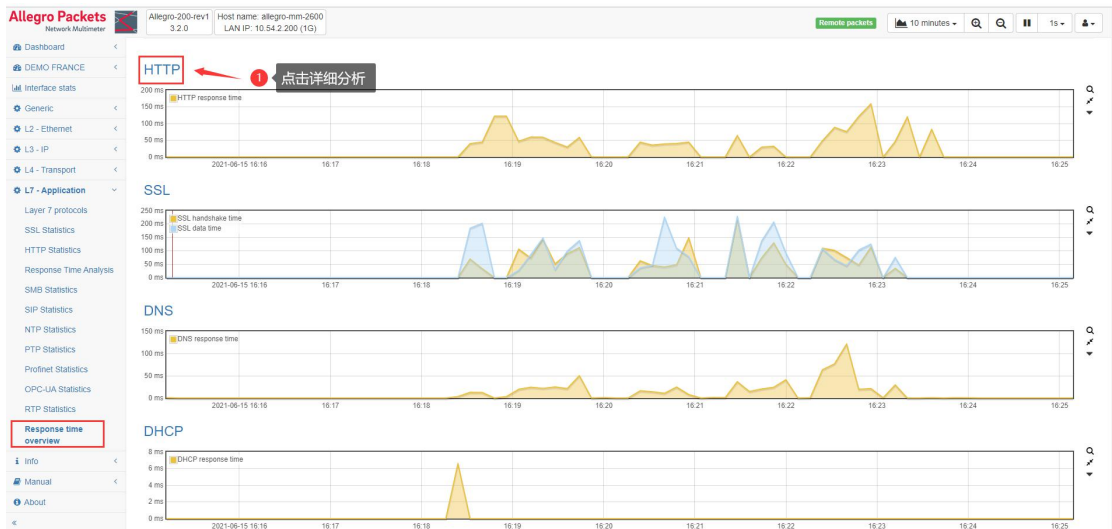 Allegro Packets
Network Multimeter
Allegro-200-rev1
3.2.0
Host name: allegro-mm-2600
LAN IP: 10.54.2.200 (1G)
Remote packets
10 minutes
1s
Dashboard
DEMO FRANCE
Interface stats
Generic
L2 - Ethernet
L3 - IP
L4 - Transport
L7 - Application
Layer 7 protocols
SSL Statistics
HTTP Statistics
Response Time Analysis
SMB Statistics
SIP Statistics
NTP Statistics
PTP Statistics
Profinet Statistics
OPC-UA Statistics
RTP Statistics
Response time
overview
Info
Manual
About
HTTP
1 点击详细分析
200 ms
150 ms
100 ms
50 ms
0 ms
HTTP response time
2021-06-15 16:16 16:17 16:18 16:19 16:20 16:21 16:22 16:23 16:24 16:25
SSL
250 ms
200 ms
150 ms
100 ms
50 ms
0 ms
SSL handshake time
SSL data time
2021-06-15 16:16 16:17 16:18 16:19 16:20 16:21 16:22 16:23 16:24 16:25
DNS
150 ms
100 ms
50 ms
0 ms
DNS response time
2021-06-15 16:16 16:17 16:18 16:19 16:20 16:21 16:22 16:23 16:24 16:25
DHCP
8 ms
6 ms
4 ms
2 ms
0 ms
DHCP response time
2021-06-15 16:16 16:17 16:18 16:19 16:20 16:21 16:22 16:23 16:24 16:25